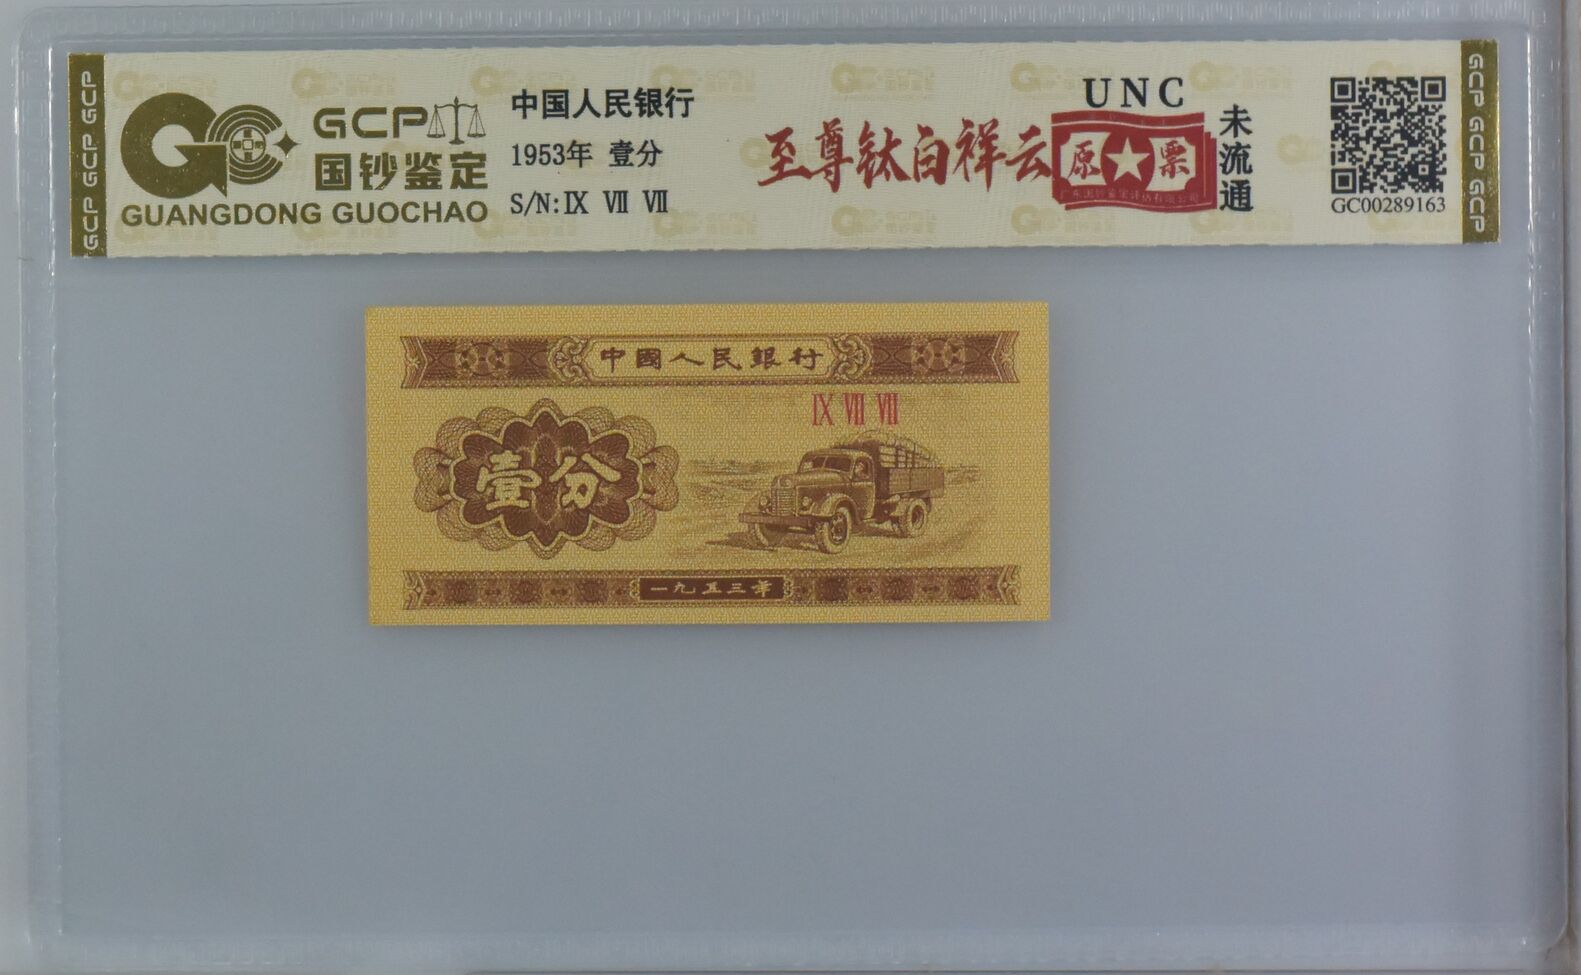 GCP GCP GCP
GCP
国钞鉴定
GUANGDONG GUOCHAO
中国人民银行
1953年 壹分
S/N:Ⅸ Ⅶ Ⅶ
至尊钛白祥云
原★票
UNC
未流通
GC00289163
GCP GCP GCP
中國人民銀行
Ⅸ Ⅶ Ⅶ
壹分
一九五三年